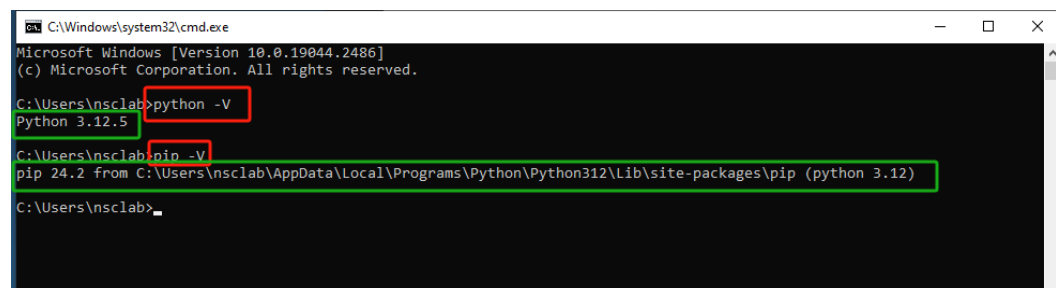 C:\Windows\system32\cmd.exe
Microsoft Windows [Version 10.0.19044.2486]
(c) Microsoft Corporation. All rights reserved.
C:\Users\nsclab>python -V
Python 3.12.5
C:\Users\nsclab>pip -V
pip 24.2 from C:\Users\nsclab\AppData\Local\Programs\Python\Python312\Lib\site-packages\pip (python 3.12)
C:\Users\nsclab>